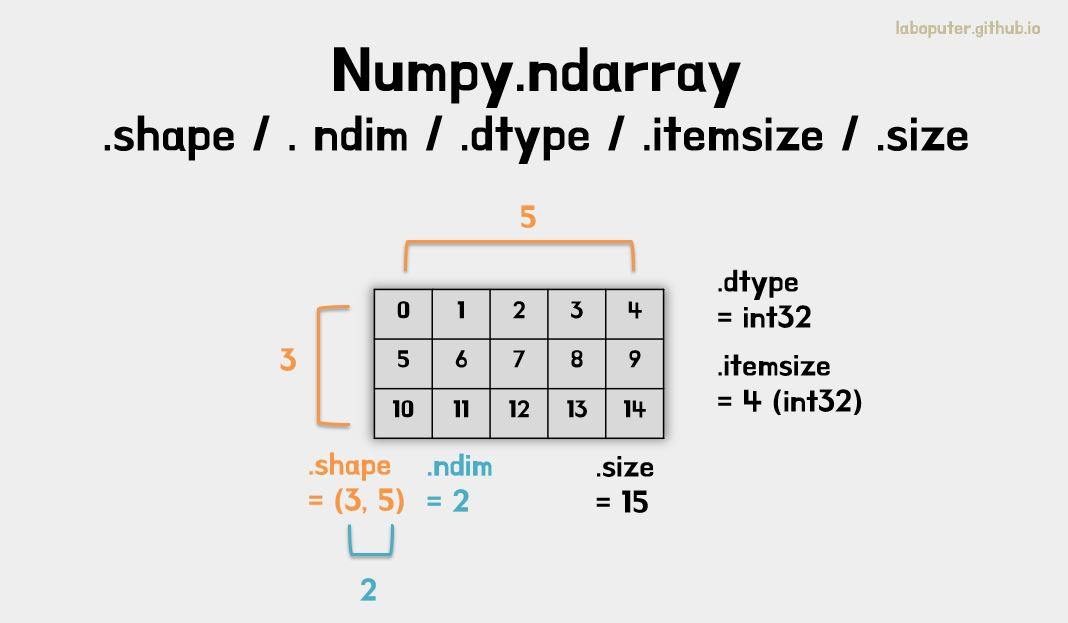 laboputer.github.io
Numpy.ndarray
.shape / . ndim / .dtype / .itemsize / .size
5
3
0 1 2 3 4
5 6 7 8 9
10 11 12 13 14
.dtype
= int32
.itemsize
= 4 (int32)
.shape
= (3, 5)
.ndim
= 2
.size
= 15
2